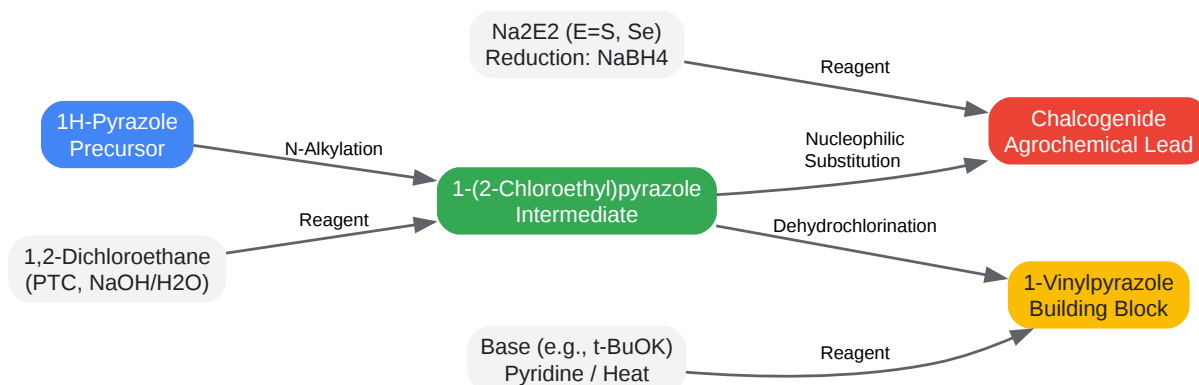 Na2E2 (E=S, Se)
Reduction: NaBH4
Reagent
1H-Pyrazole
Precursor
N-Alkylation
Chalcogenide
Agrochemical Lead
Nucleophilic
Substitution
1-(2-Chloroethyl)pyrazole
Intermediate
Reagent
1,2-Dichloroethane
(PTC, NaOH/H2O)
Dehydrochlorination
1-Vinylpyrazole
Building Block
Base (e.g., t-BuOK)
Pyridine / Heat
Reagent